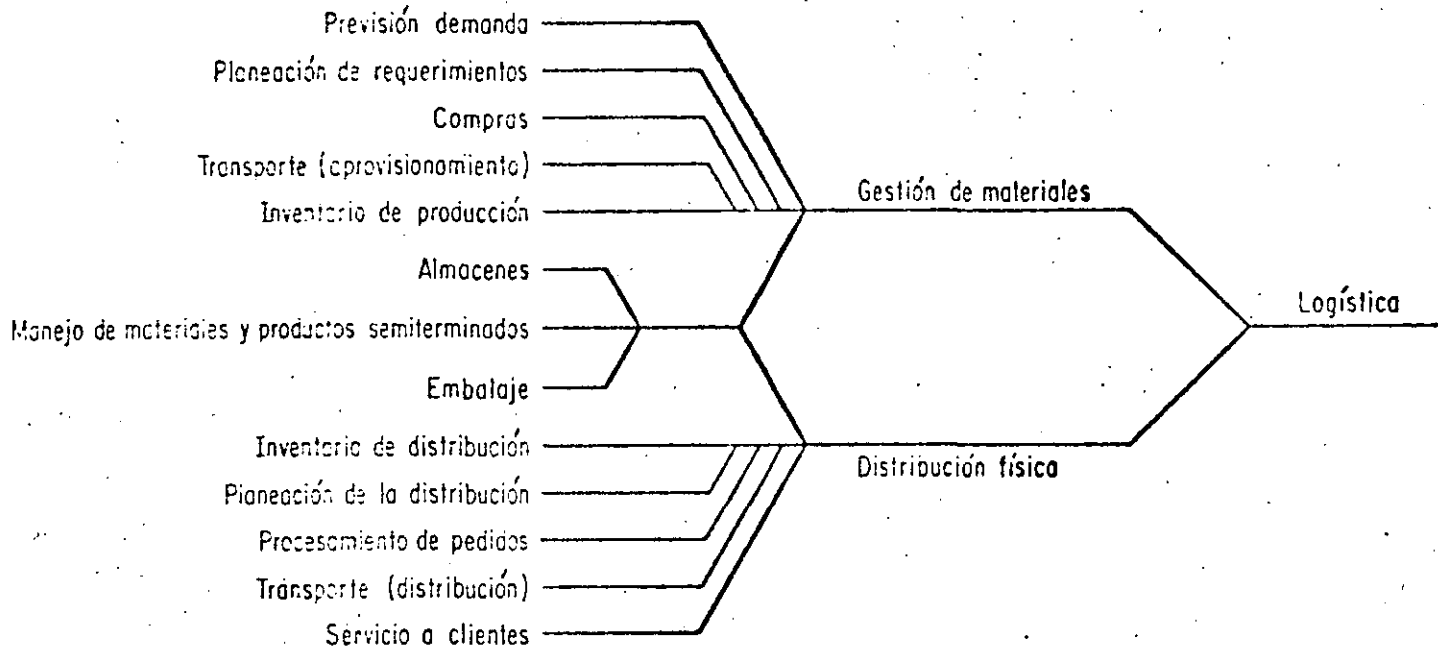 Previsión demanda
Planeación de requerimientos
Compras
Transporte (aprovisionamiento)
Inventario de producción
Gestión de materiales
Almacenes
Logística
Manejo de materiales y productos semiterminados
Embalaje
Inventario de distribución
Distribución física
Planeación de la distribución
Procesamiento de pedidos
Transporte (distribución)
Servicio a clientes